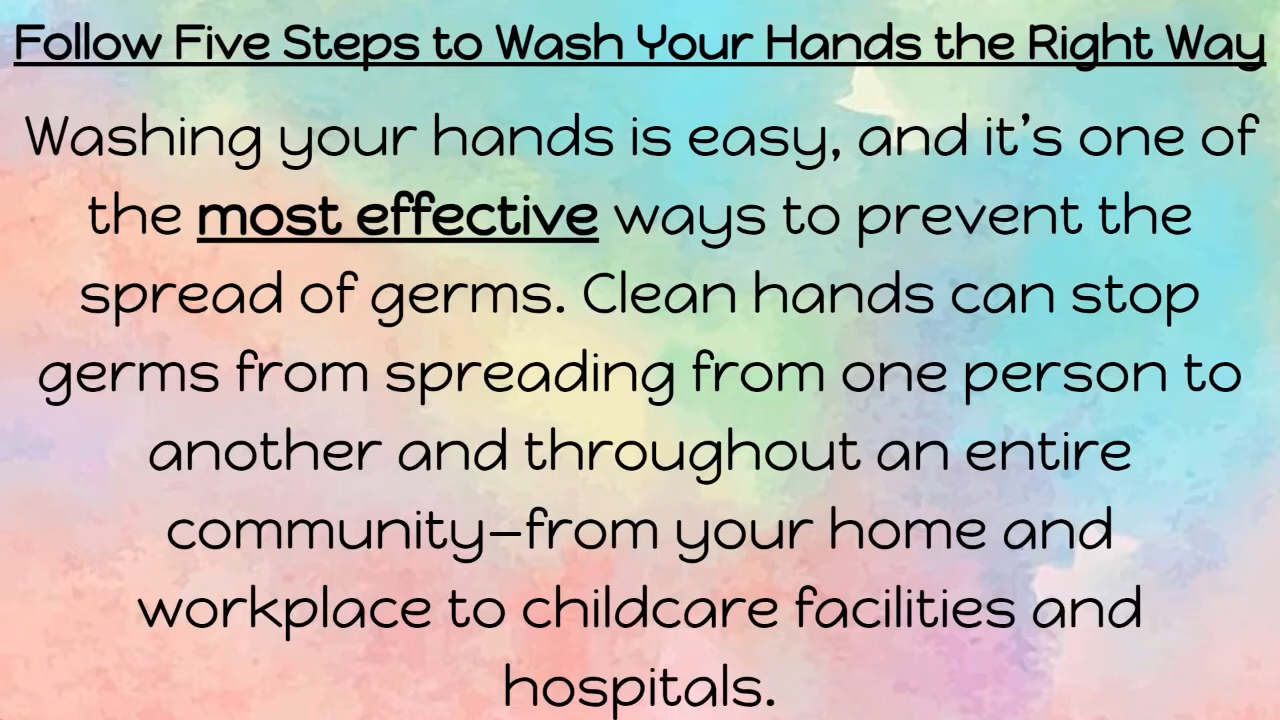 Follow Five Steps to Wash Your Hands the Right Way
Washing your hands is easy, and it’s one of
the most effective ways to prevent the
spread of germs. Clean hands can stop
germs from spreading from one person to
another and throughout an entire
community—from your home and
workplace to childcare facilities and
hospitals.